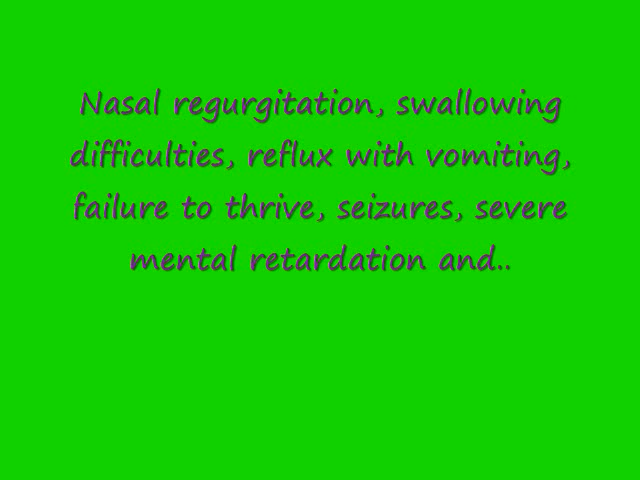 Nasal regurgitation, swallowing
difficulties, reflux with vomiting,
failure to thrive, seizures, severe
mental retardation and..